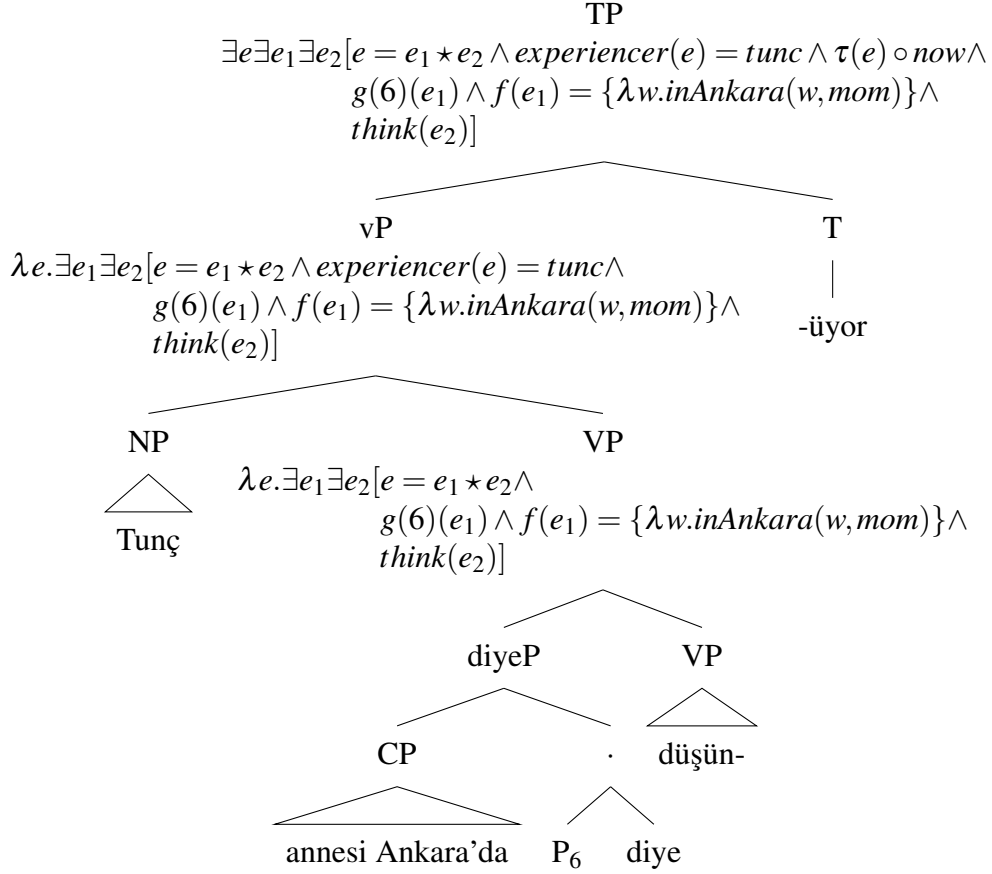 TP
∃e∃e₁∃e₂[e = e₁ ⋆ e₂ ∧ experiencer(e) = tunc ∧ τ(e) ∘ now∧
g(6)(e₁) ∧ f(e₁) = {λw.inAnkara(w,mom)}∧
think(e₂)]
vP T
λe.∃e₁∃e₂[e = e₁ ⋆ e₂ ∧ experiencer(e) = tunc∧
g(6)(e₁) ∧ f(e₁) = {λw.inAnkara(w,mom)}∧
think(e₂)]
-üyor
NP VP
λe.∃e₁∃e₂[e = e₁ ⋆ e₂∧
g(6)(e₁) ∧ f(e₁) = {λw.inAnkara(w,mom)}∧
think(e₂)]
Tunç
diyeP VP
CP · düşün-
annesi Ankara'da P₆ diye